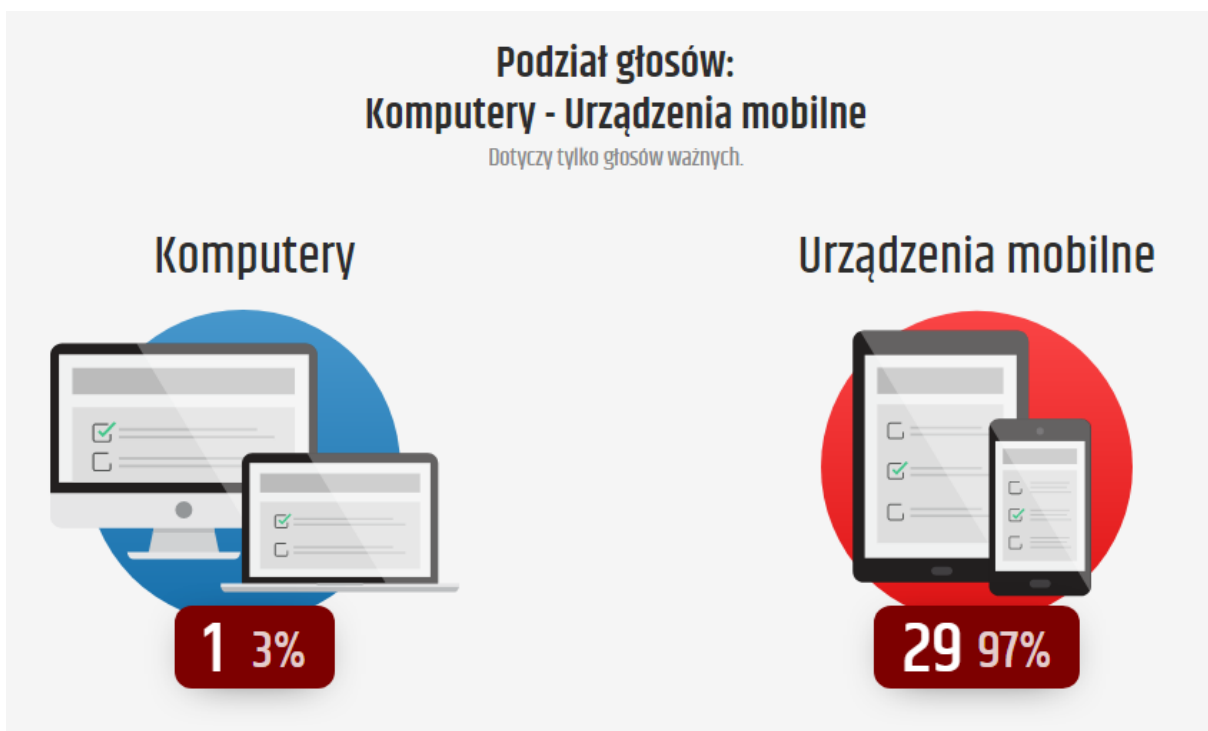 Podział głosów:
Komputery - Urządzenia mobilne
Dotyczy tylko głosów ważnych.
Komputery
Urządzenia mobilne
1 3%
29 97%